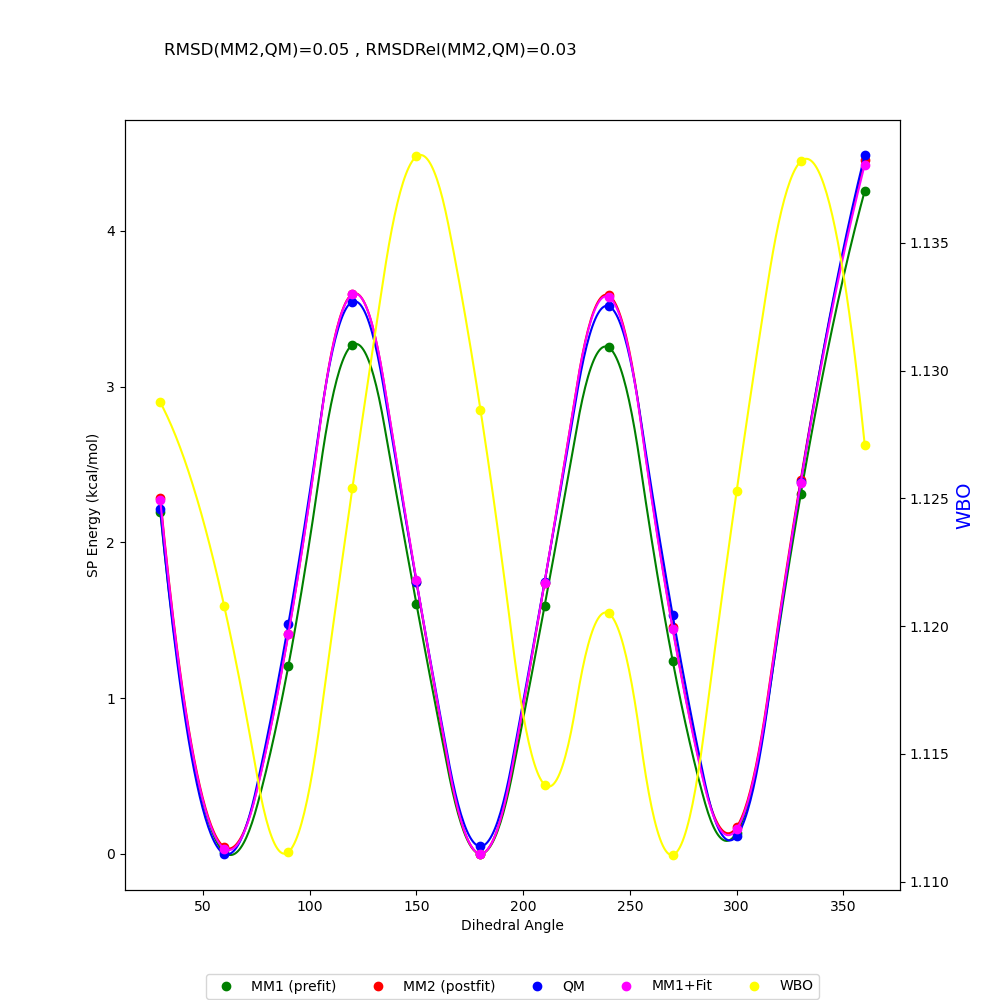 RMSD(MM2,QM)=0.05 , RMSDRel(MM2,QM)=0.03
4
3
2
1
0
SP Energy (kcal/mol)
50
100
150
200
250
300
350
Dihedral Angle
1.135
1.130
1.125
1.120
1.115
1.110
WBO
MM1 (prefit)
MM2 (postfit)
QM
MM1+Fit
WBO